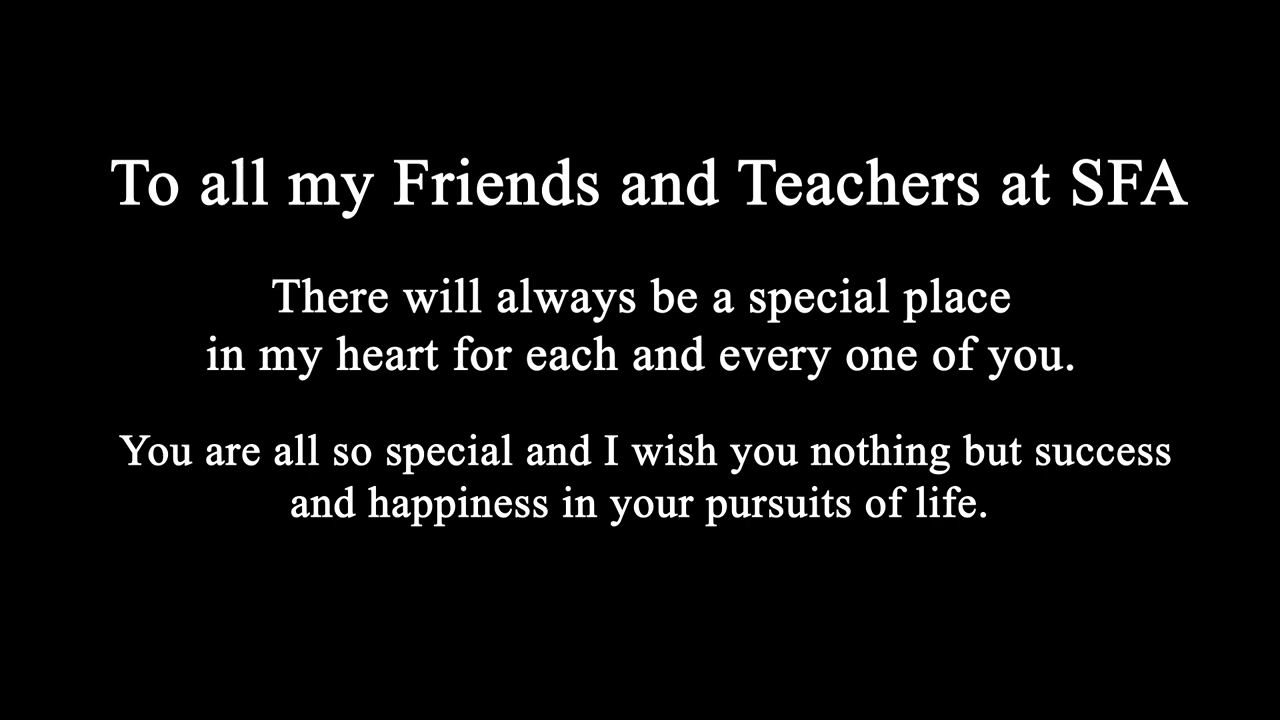 To all my Friends and Teachers at SFA
There will always be a special place
in my heart for each and every one of you.
You are all so special and I wish you nothing but success
and happiness in your pursuits of life.